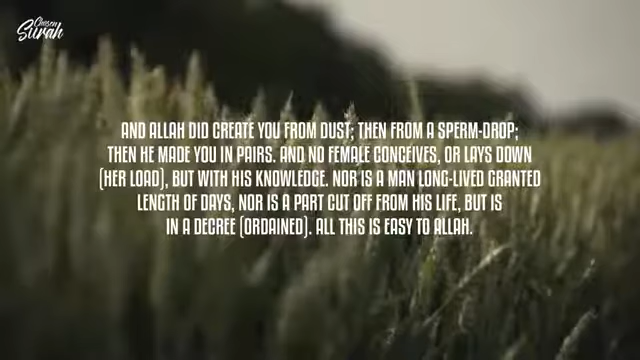 Chosen
Surah
AND ALLAH DID CREATE YOU FROM DUST; THEN FROM A SPERM-DROP;
THEN HE MADE YOU IN PAIRS. AND NO FEMALE CONCEIVES, OR LAYS DOWN
(HER LOAD), BUT WITH HIS KNOWLEDGE. NOR IS A MAN LONG-LIVED GRANTED
LENGTH OF DAYS, NOR IS A PART CUT OFF FROM HIS LIFE, BUT IS
IN A DECREE (ORDAINED). ALL THIS IS EASY TO ALLAH.